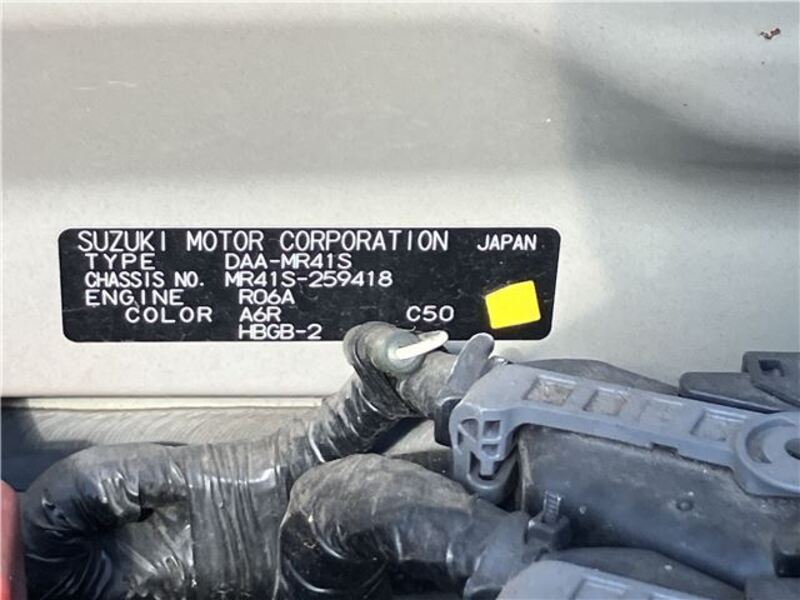 SUZUKI MOTOR CORPORATION JAPAN
TYPE DAA-MR41S
CHASSIS NO. MR41S-259418
ENGINE R06A
COLOR A6R C50
HBGB-2